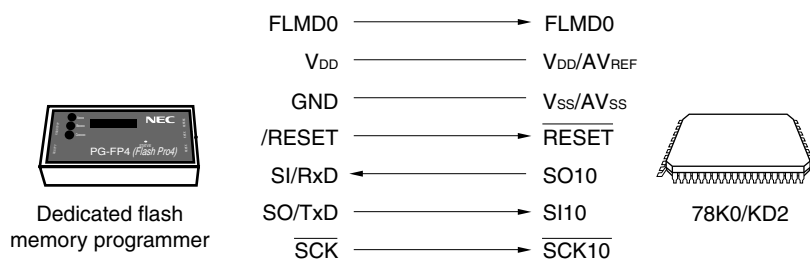 FLMD0 FLMD0
VDD VDD/AVREF
GND VSS/AVSS
/RESET RESET
SI/RxD SO10
SO/TxD SI10
SCK SCK10
NEC
PG-FP4 (Flash Pro4)
Dedicated flash
memory programmer
78K0/KD2